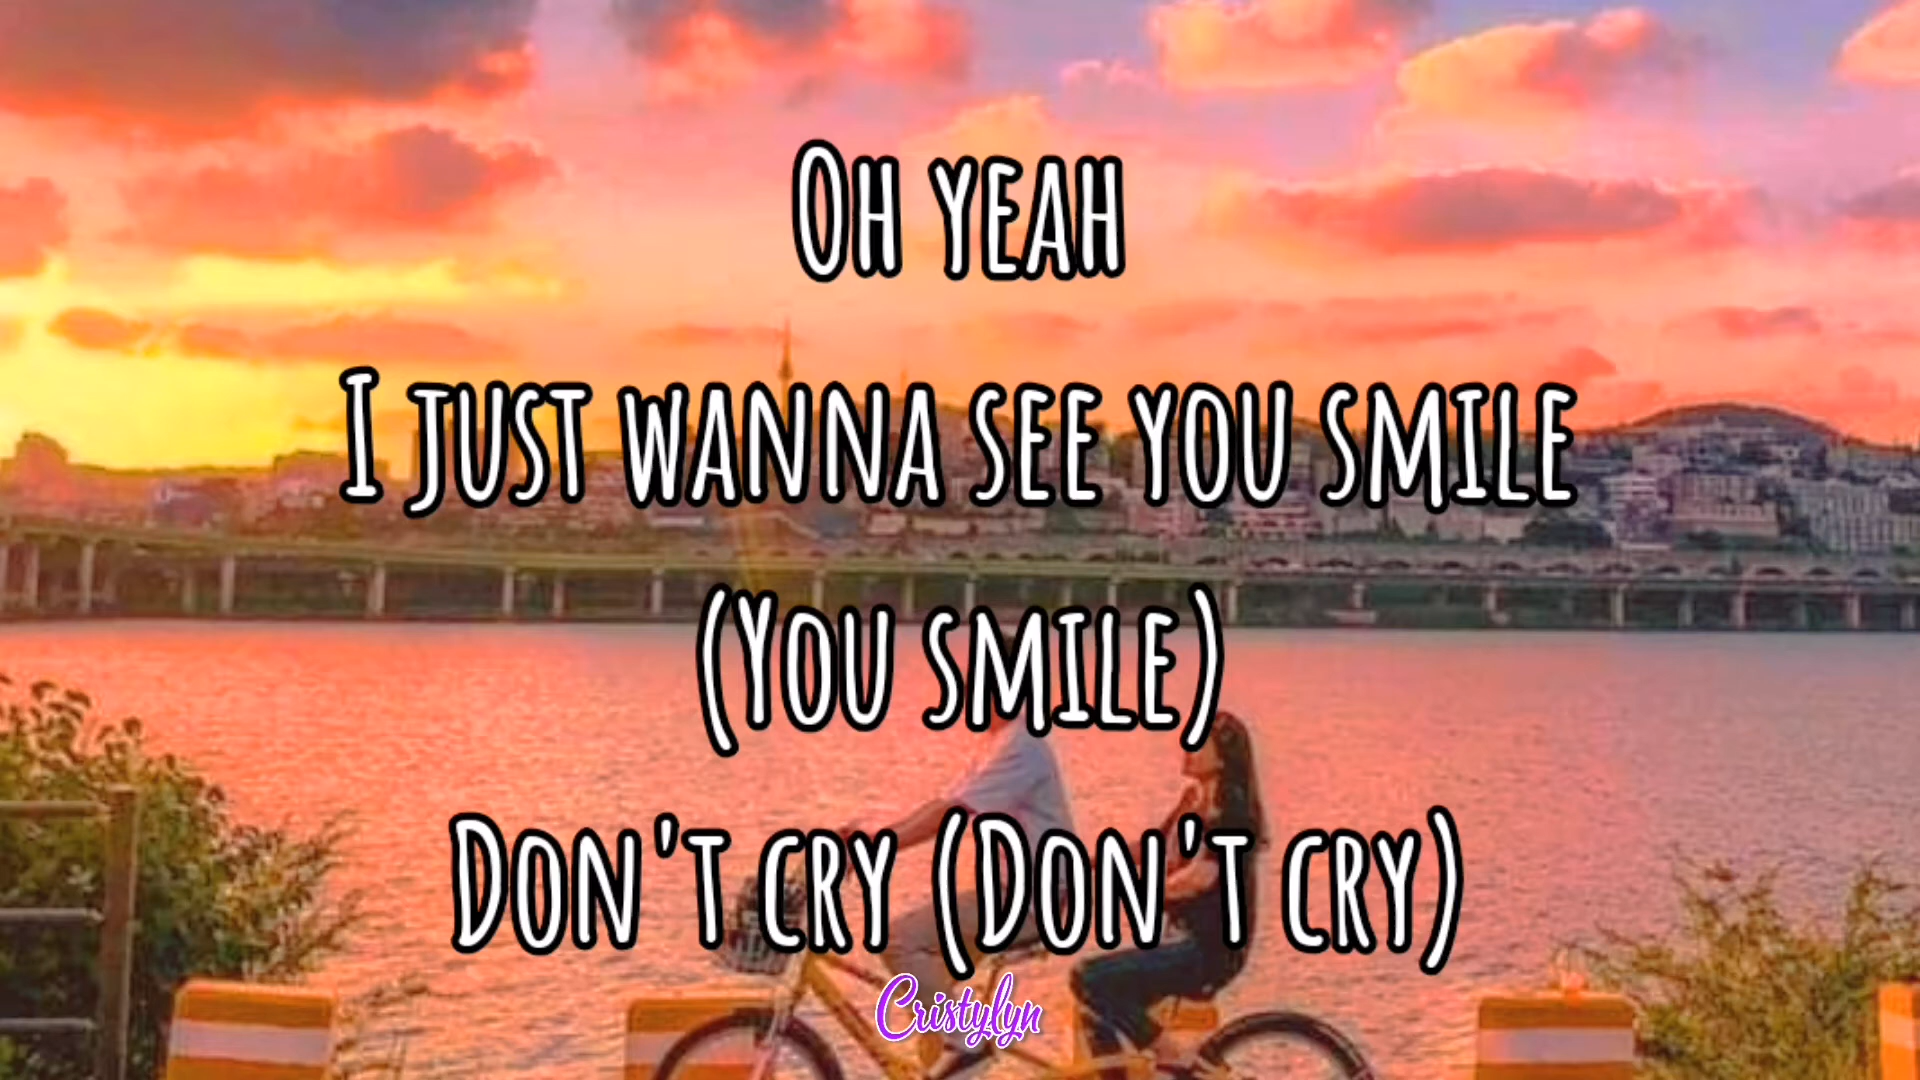 Oh yeah
I just wanna see you smile
(You smile)
Don't cry (Don't cry)
Cristylyn